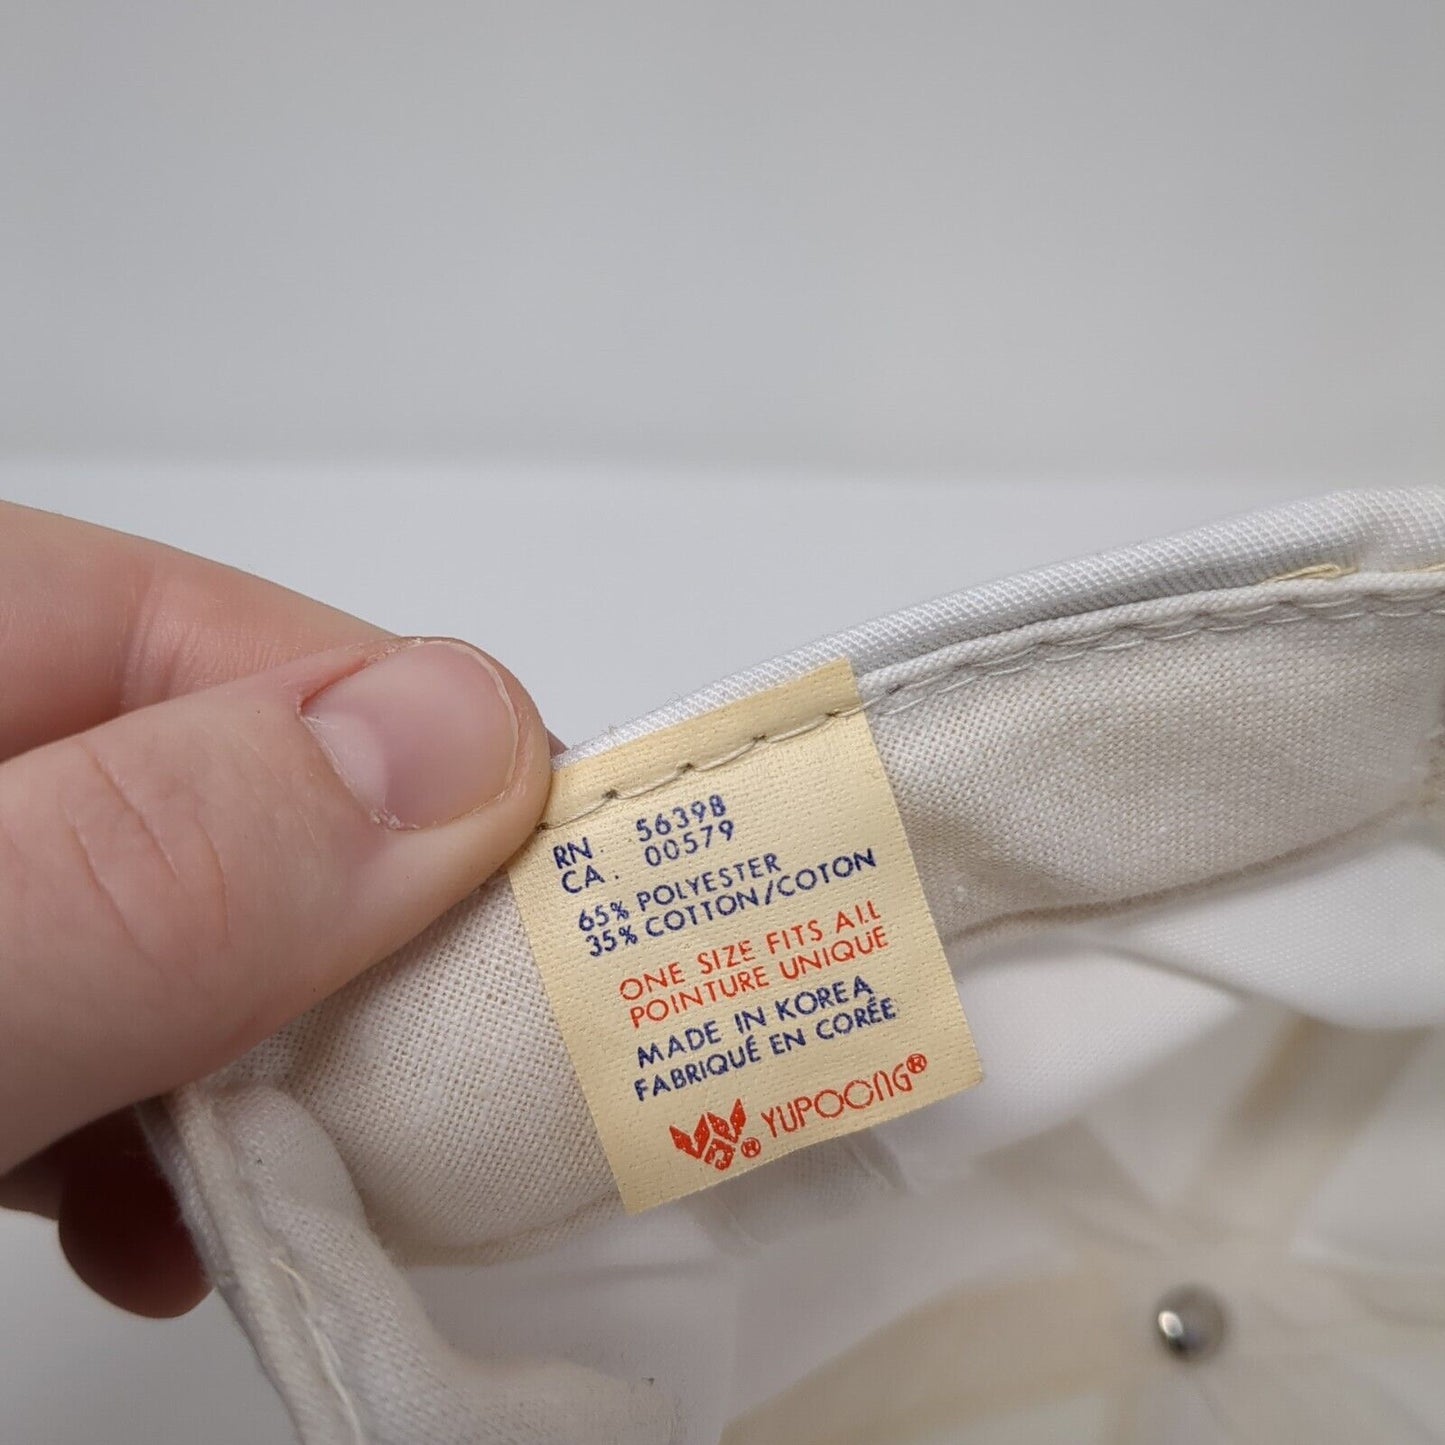 RN. 56398
CA. 00579
65% POLYESTER
35% COTTON/COTON
ONE SIZE FITS ALL
POINTURE UNIQUE
MADE IN KOREA
FABRIQUÉ EN CORÉE
® YUPOONG®